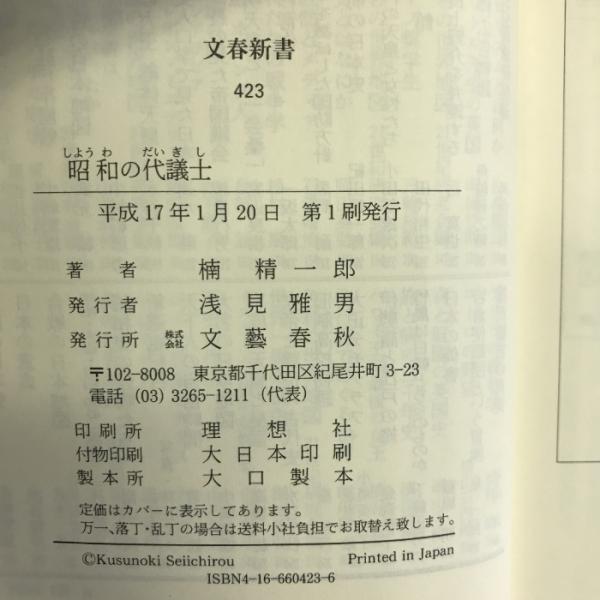 文春新書
423
しようわ だいぎし
昭和の代議士
平成17年1月20日 第1刷発行
著者 楠精一郎
発行者 浅見雅男
発行所 株式会社 文藝春秋
〒102-8008 東京都千代田区紀尾井町3-23
電話 (03) 3265-1211 (代表)
印刷所 理想社
付物印刷 大日本印刷
製本所 大口製本
定価はカバーに表示してあります。
万一、落丁・乱丁の場合は送料小社負担でお取替え致します。
©Kusunoki Seiichirou Printed in Japan
ISBN4-16-660423-6